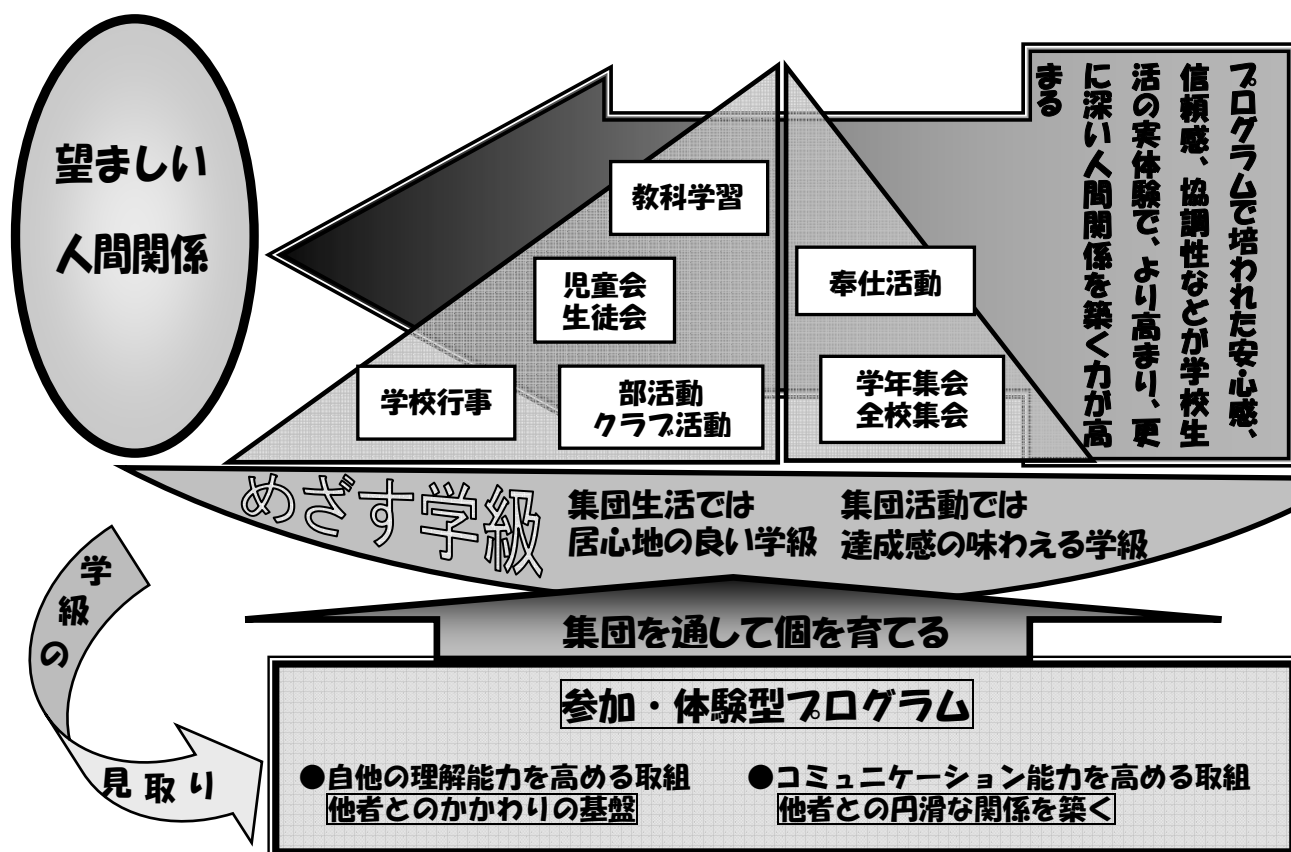 望ましい
人間関係
プログラムで培われた安心感、
信頼感、協調性などが学校生
活の実体験で、より高まり、更
に深い人間関係を築く力が高
まる
教科学習
児童会
生徒会
奉仕活動
学校行事
部活動
クラブ活動
学年集会
全校集会
めざす学級
集団生活では
居心地の良い学級
集団活動では
達成感の味わえる学級
学級の
見取り
集団を通して個を育てる
参加・体験型プログラム
●自他の理解能力を高める取組
他者とのかかわりの基盤
●コミュニケーション能力を高める取組
他者との円滑な関係を築く